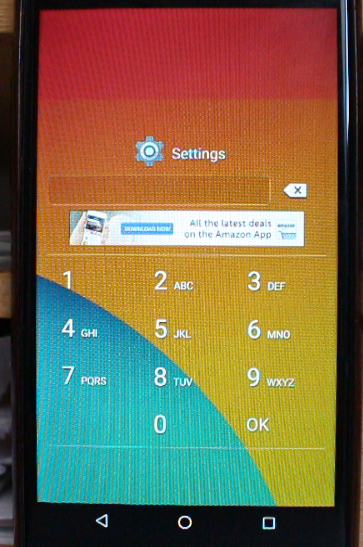 Settings
DOWNLOAD NOW!
All the latest deals
on the Amazon App
amazon
1
2 ABC
3 DEF
4 GHI
5 JKL
6 MNO
7 PQRS
8 TUV
9 WXYZ
0
OK